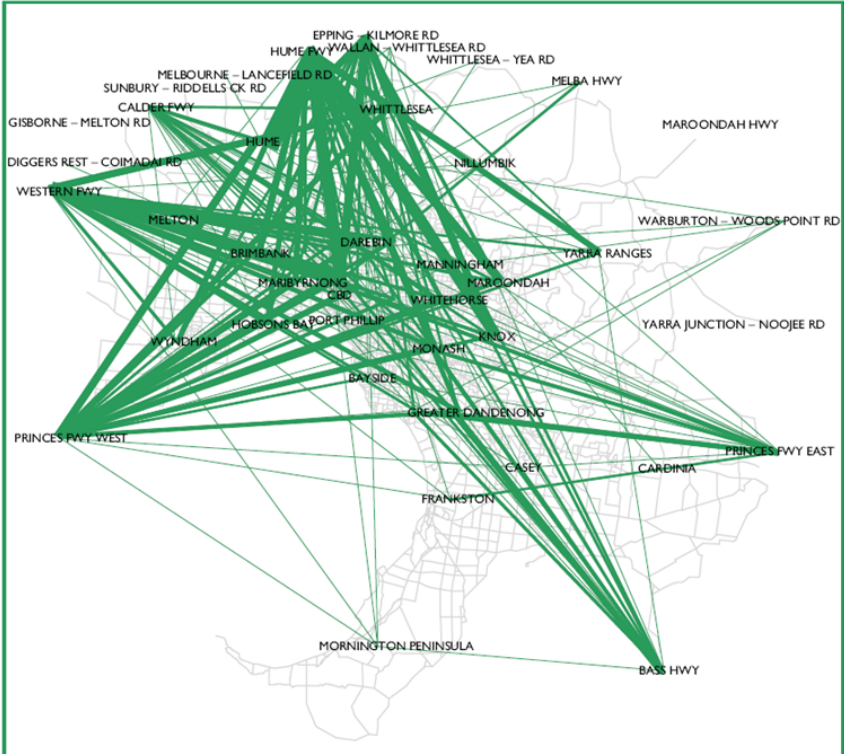 EPPING – KILMORE RD
HUME FWY
WALLAN – WHITTLESEA RD
WHITTLESEA – YEA RD
MELBOURNE – LANCEFIELD RD
MELBA HWY
SUNBURY – RIDDELLS CK RD
CALDER FWY
WHITTLESEA
GISBORNE – MELTON RD
MAROONDAH HWY
HUME
DIGGERS REST – COIMADAI RD
NILLUMBIK
WESTERN FWY
MELTON
WARBURTON – WOODS POINT RD
DAREBIN
BRIMBANK
YARRA RANGES
MANNINGHAM
MARIBYRNONG
MAROONDAH
CBD
WHITEHORSE
HOBSONS BAY
PORT PHILLIP
YARRA JUNCTION – NOOJEE RD
KNOX
WYNDHAM
MONASH
BAYSIDE
GREATER DANDENONG
PRINCES FWY WEST
PRINCES FWY EAST
CASEY
CARDINIA
FRANKSTON
MORNINGTON PENINSULA
BASS HWY